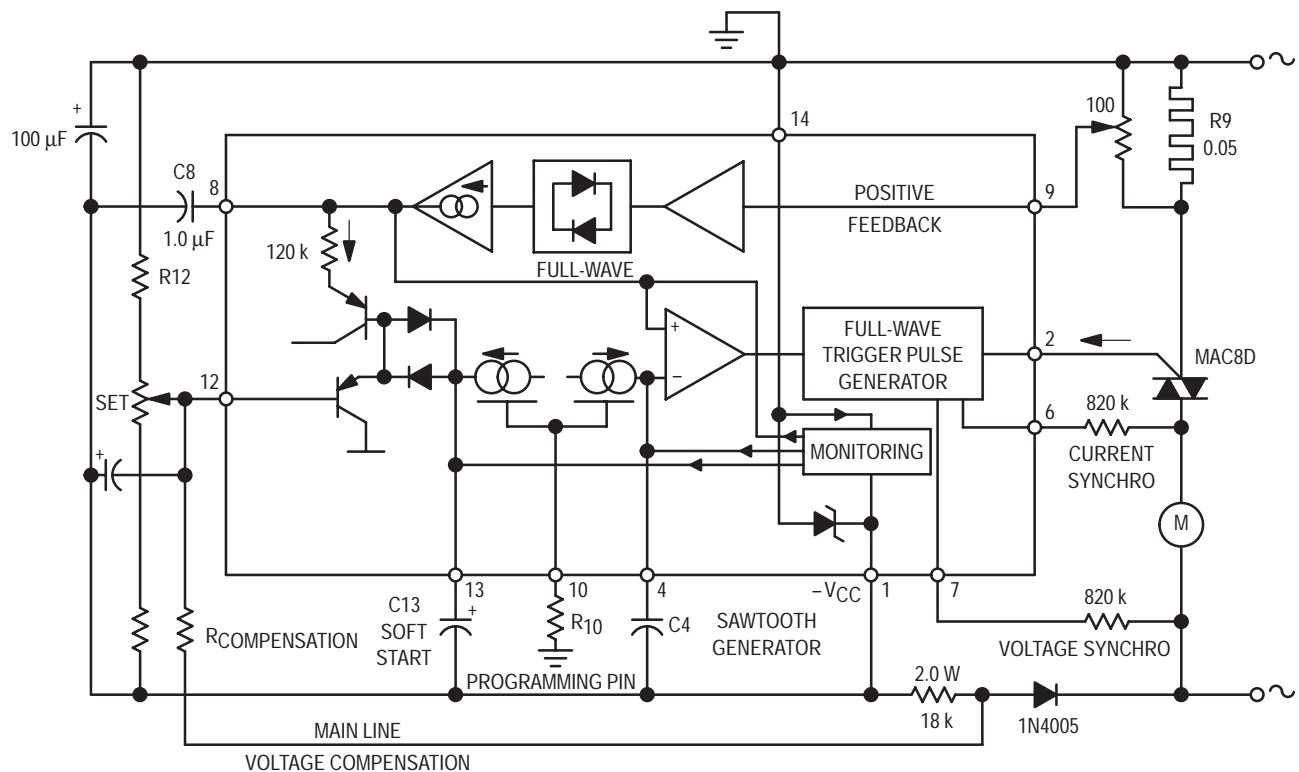 14
100
R9
0.05
+
100 µF
C8
8
1.0 µF
POSITIVE
FEEDBACK
9
120 k
FULL-WAVE
R12
+
−
FULL-WAVE
TRIGGER PULSE
GENERATOR
2
MAC8D
12
SET
6
820 k
CURRENT
SYNCHRO
MONITORING
+
M
13
10
4
–VCC
1
7
C13
SOFT
START
+
R10
C4
SAWTOOTH
GENERATOR
820 k
VOLTAGE SYNCHRO
RCOMPENSATION
PROGRAMMING PIN
2.0 W
18 k
1N4005
MAIN LINE
VOLTAGE COMPENSATION